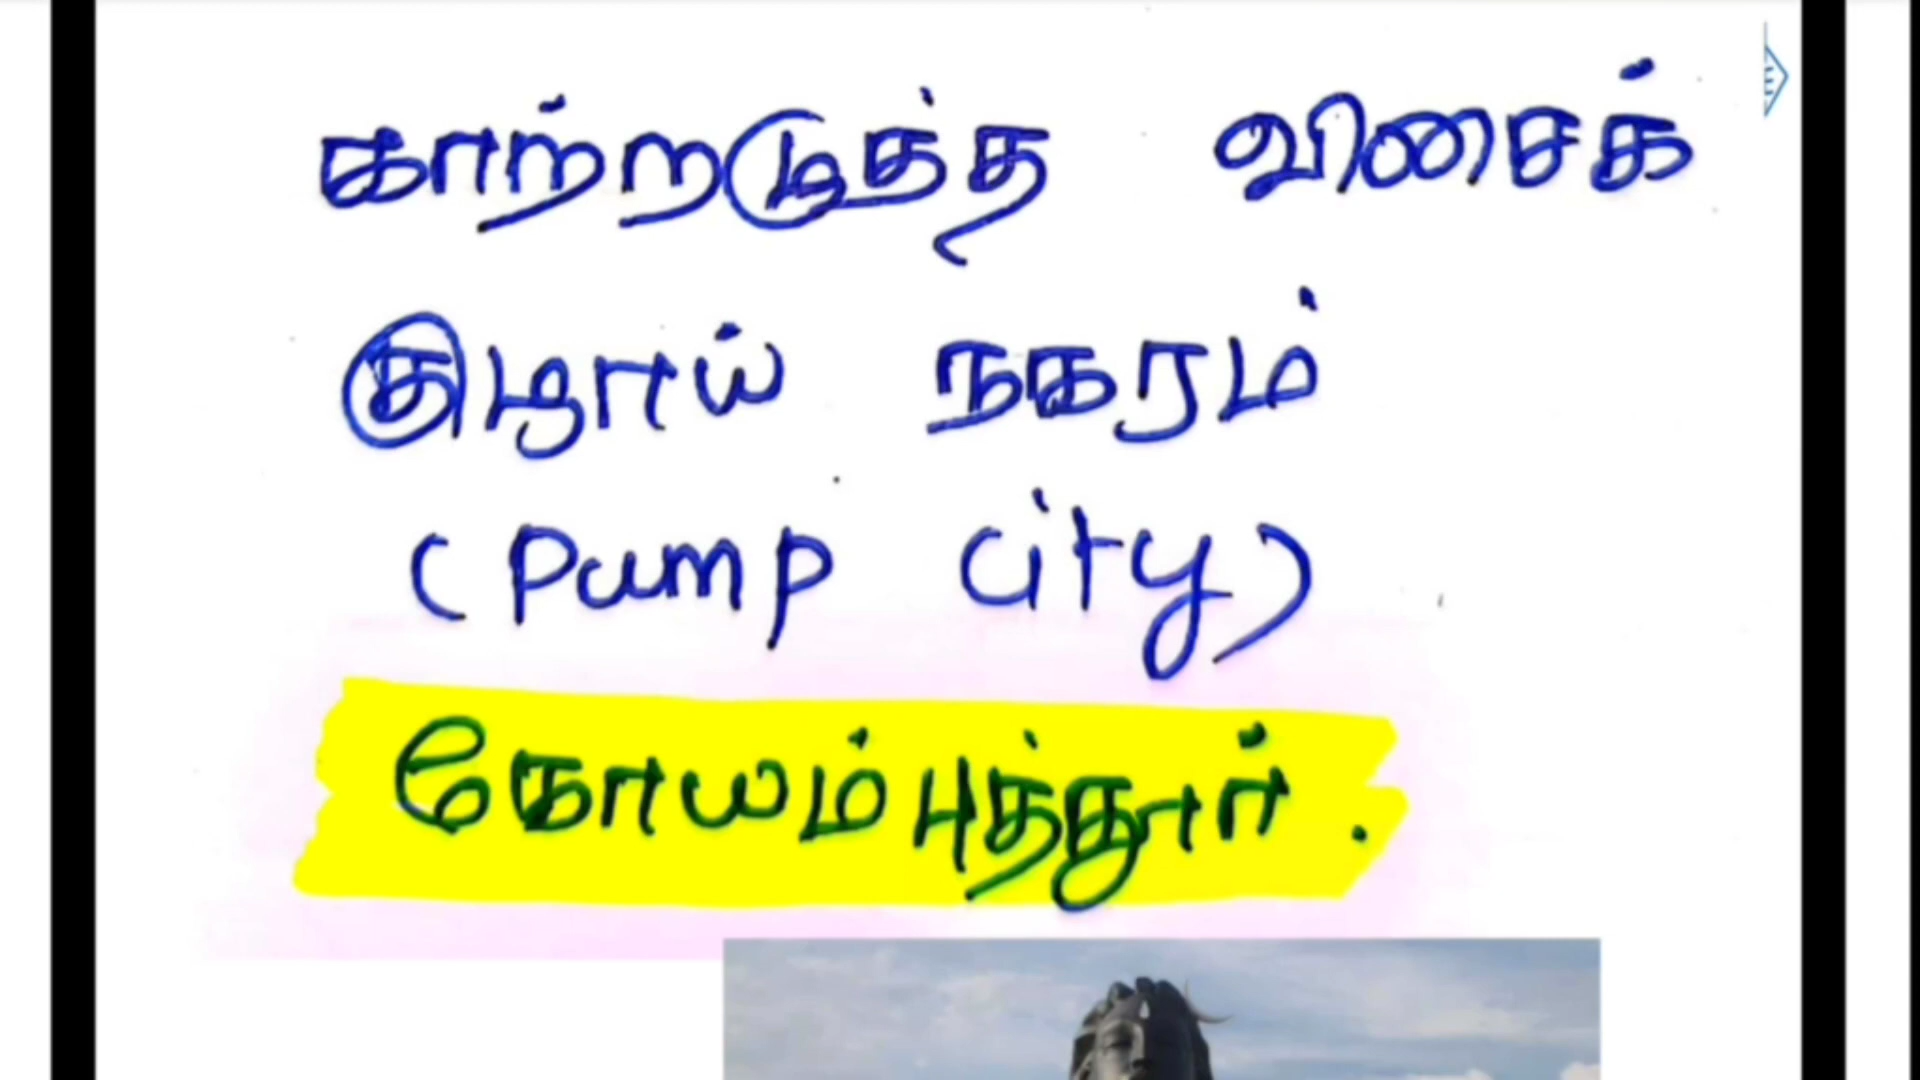 காற்றடுத்த விசைக்
குழாய் நகரம்
(Pump City)
கோயம்புத்தூர்.